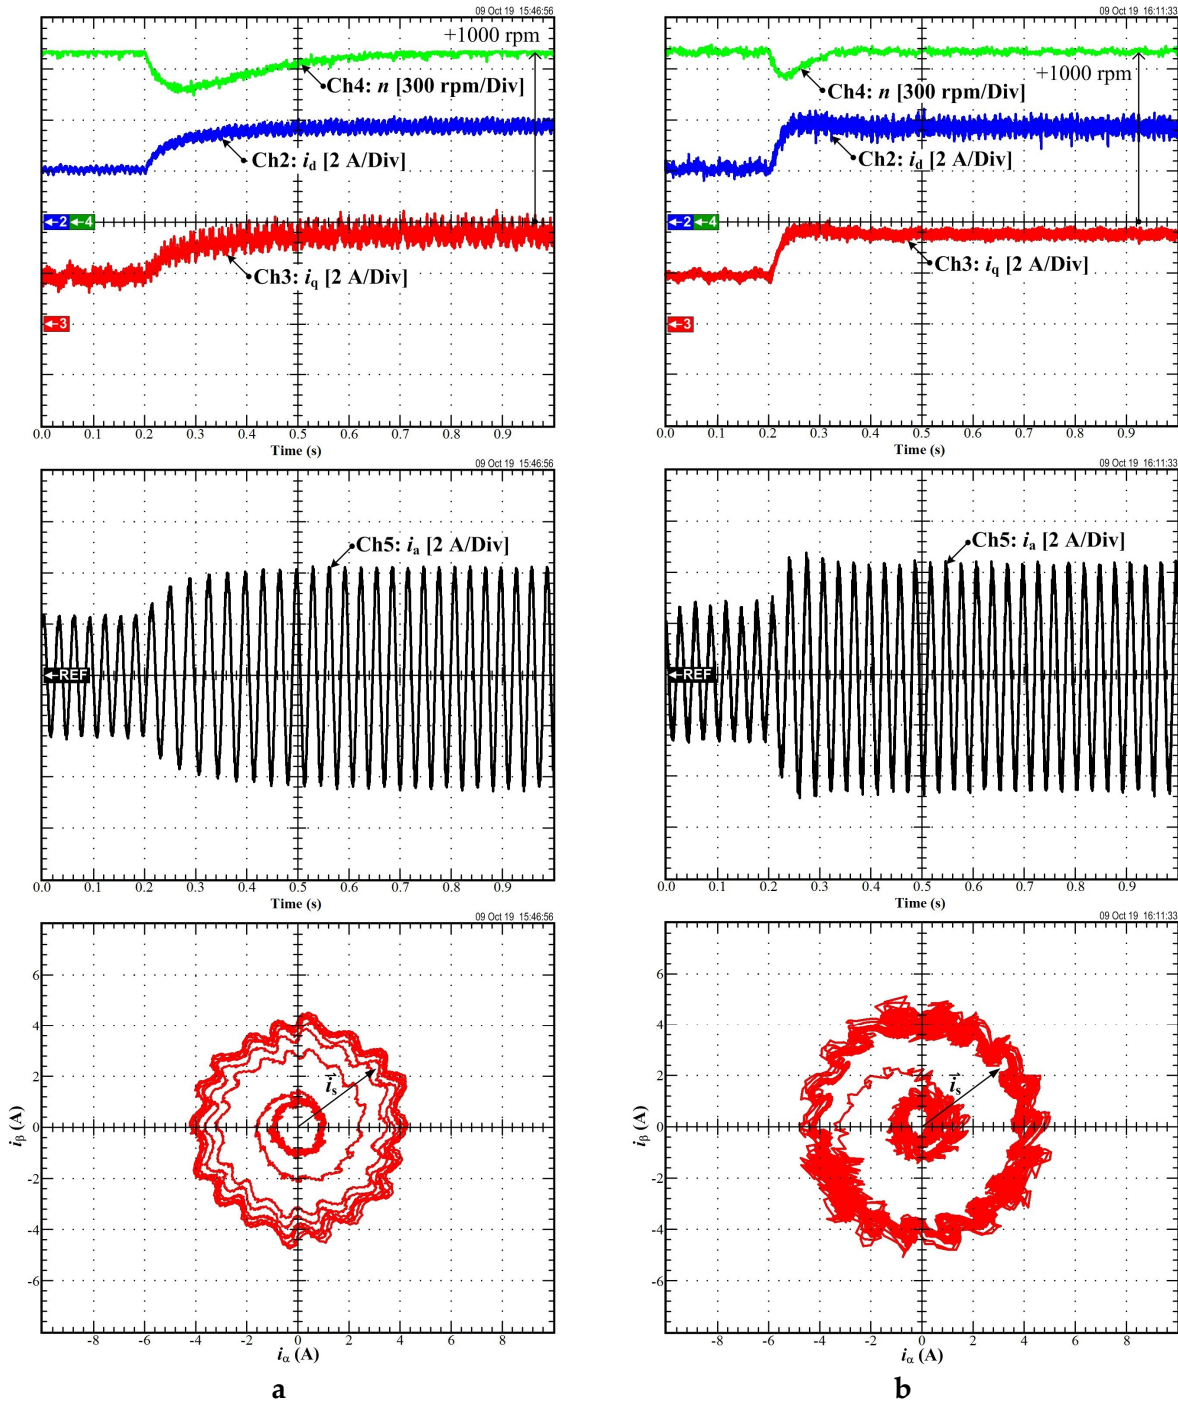 09 Oct 19 15:46:56
+1000 rpm
Ch4: n [300 rpm/Div]
Ch2: id [2 A/Div]
2 4
Ch3: iq [2 A/Div]
3
0.0 0.1 0.2 0.3 0.4 0.5 0.6 0.7 0.8 0.9
Time (s)
09 Oct 19 15:46:56
Ch5: ia [2 A/Div]
REF
0.0 0.1 0.2 0.3 0.4 0.5 0.6 0.7 0.8 0.9
Time (s)
09 Oct 19 15:46:56
6
4
2
0
-2
-4
-6
iβ (A)
is
-8 -6 -4 -2 0 2 4 6 8
iα (A)
a
09 Oct 19 16:11:33
+1000 rpm
Ch4: n [300 rpm/Div]
Ch2: id [2 A/Div]
2 4
Ch3: iq [2 A/Div]
3
0.0 0.1 0.2 0.3 0.4 0.5 0.6 0.7 0.8 0.9
Time (s)
09 Oct 19 16:11:33
Ch5: ia [2 A/Div]
REF
0.0 0.1 0.2 0.3 0.4 0.5 0.6 0.7 0.8 0.9
Time (s)
09 Oct 19 16:11:33
6
4
2
0
-2
-4
-6
iβ (A)
is
-8 -6 -4 -2 0 2 4 6 8
iα (A)
b